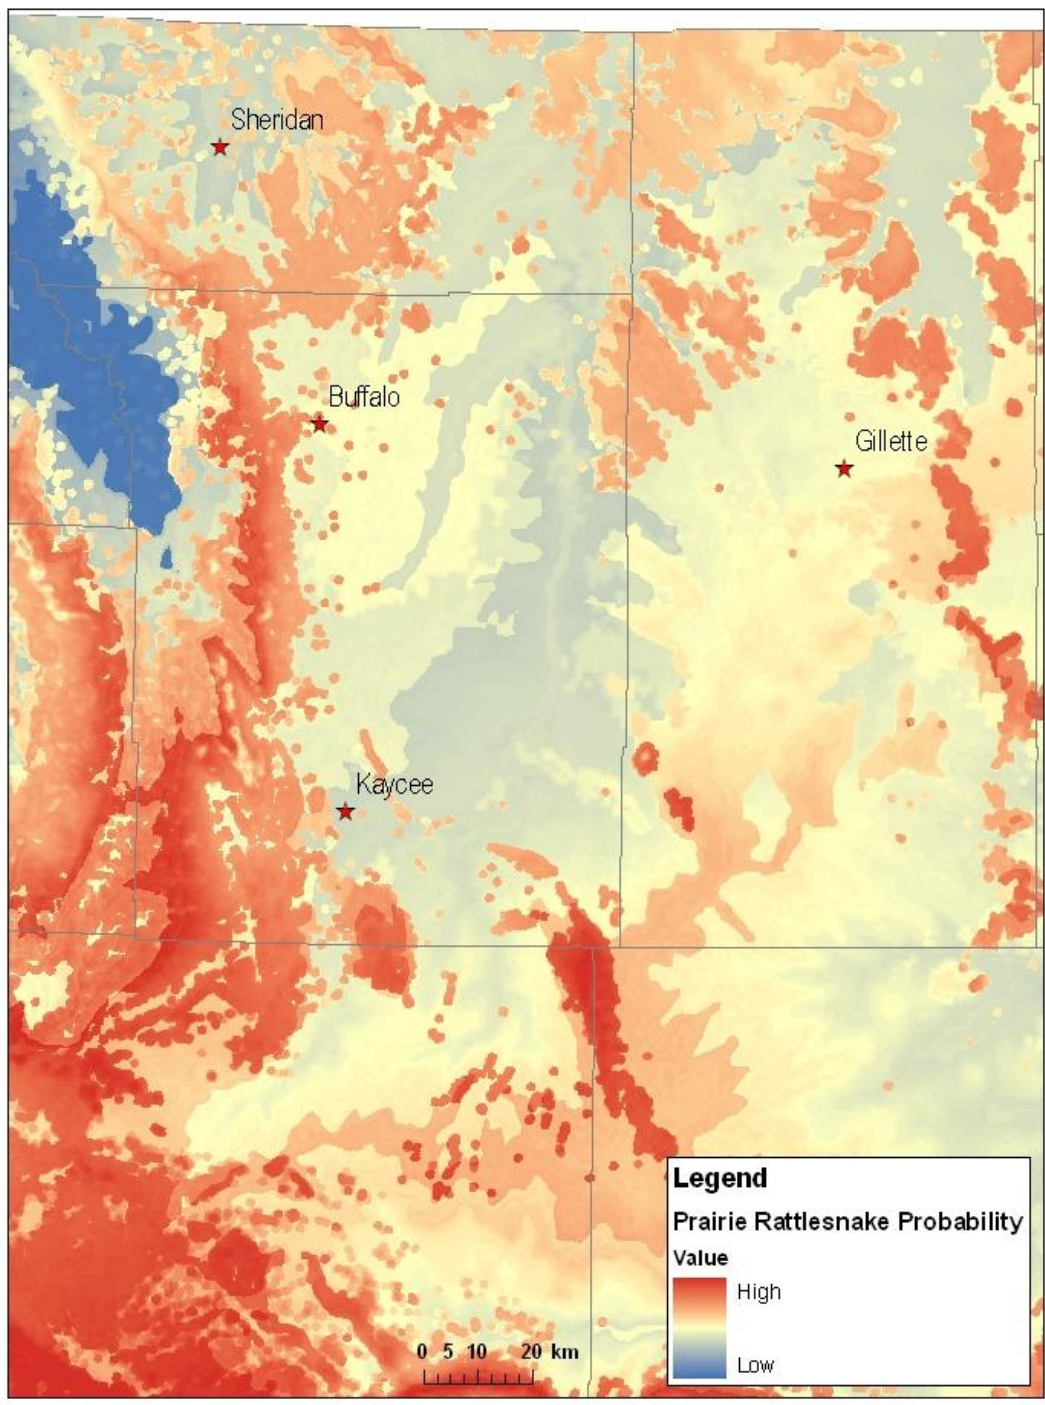 Sheridan
Buffalo
Gillette
Kaycee
Legend
Prairie Rattlesnake Probability
Value
High
Low
0 5 10 20 km